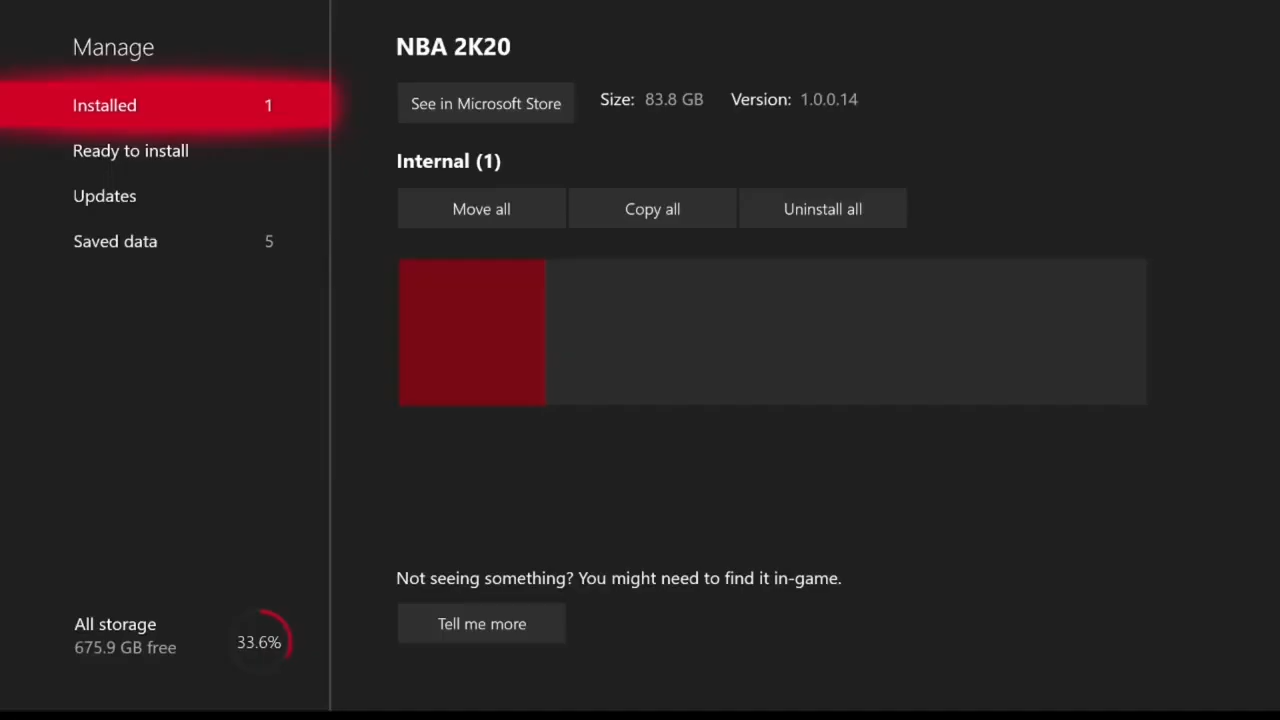 Manage
Installed 1
Ready to install
Updates
Saved data 5
All storage
675.9 GB free
33.6%
NBA 2K20
See in Microsoft Store Size: 83.8 GB Version: 1.0.0.14
Internal (1)
Move all Copy all Uninstall all
Not seeing something? You might need to find it in-game.
Tell me more